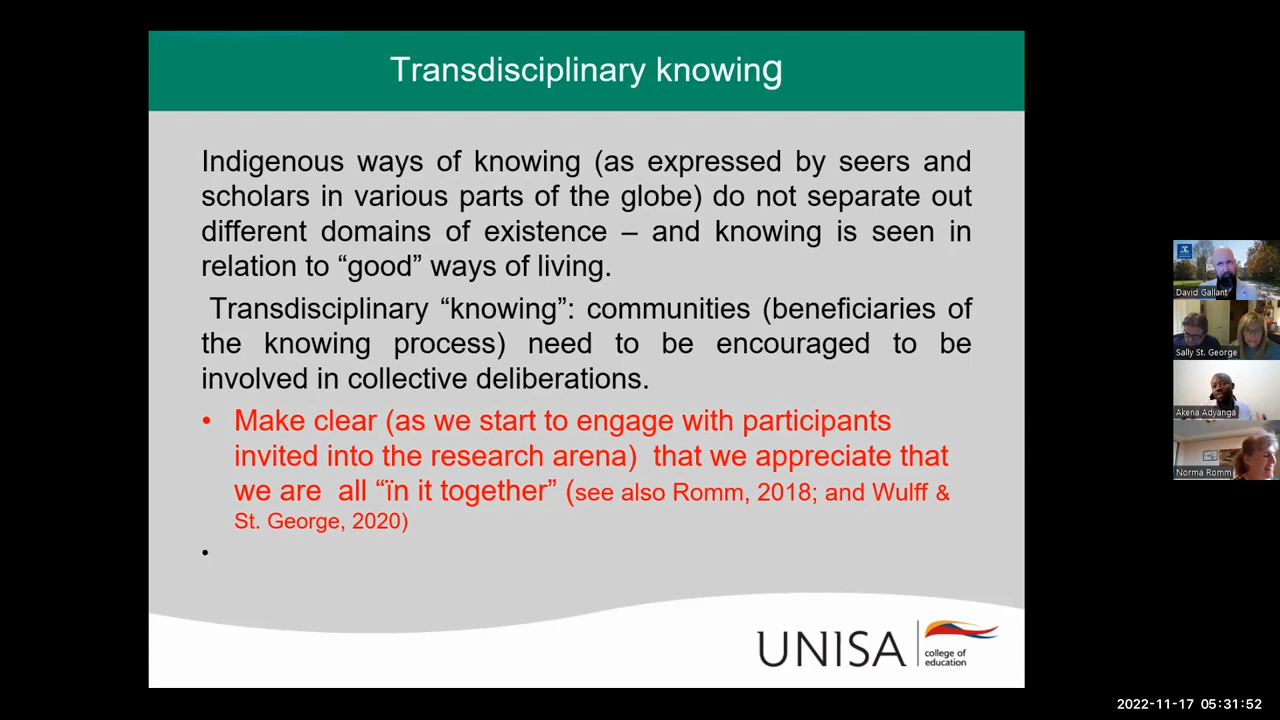 Transdisciplinary knowing
Indigenous ways of knowing (as expressed by seers and
scholars in various parts of the globe) do not separate out
different domains of existence – and knowing is seen in
relation to “good” ways of living.
Transdisciplinary “knowing”: communities (beneficiaries of
the knowing process) need to be encouraged to be
involved in collective deliberations.
• Make clear (as we start to engage with participants
invited into the research arena)  that we appreciate that
we are  all “ïn it together” (see also Romm, 2018; and Wulff &
St. George, 2020)
•
UNISA
college of
education
David Gallant
Sally St. George
Akena Adyanga
Norma Romm
2022-11-17 05:31:52